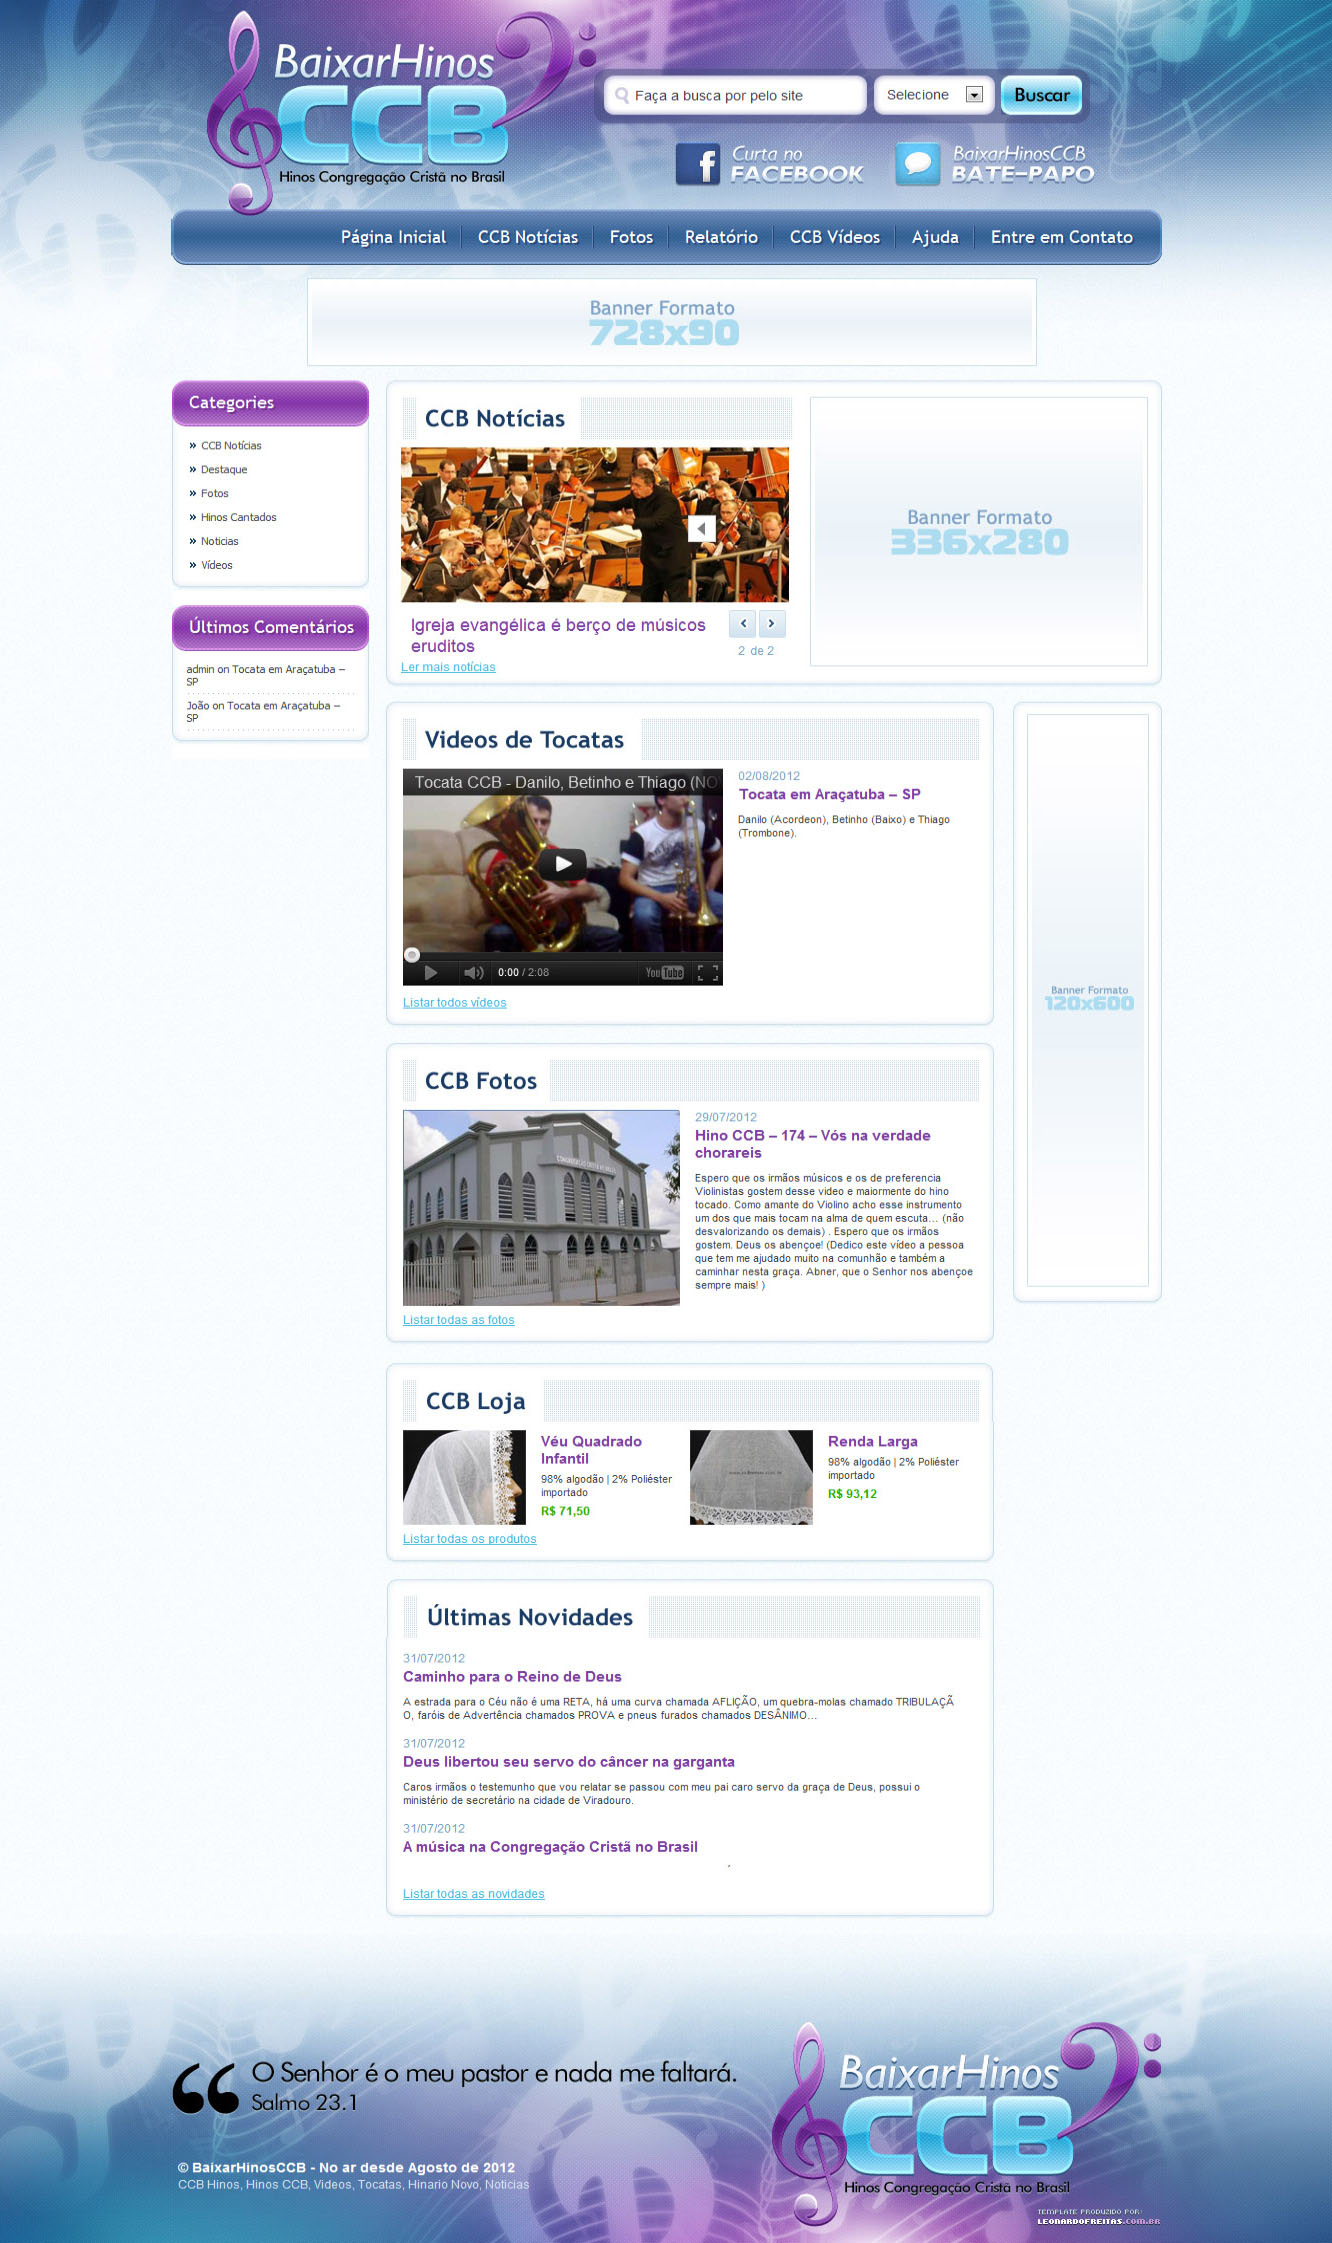 BaixarHinos
CCB
Hinos Congregação Cristã no Brasil
Faça a busca por pelo site
Selecione
Buscar
Curta no
FACEBOOK
BaixarHinosCCB
BATE-PAPO
Página Inicial
CCB Notícias
Fotos
Relatório
CCB Vídeos
Ajuda
Entre em Contato
Banner Formato
728x90
Categories
» CCB Notícias
» Destaque
» Fotos
» Hinos Cantados
» Noticias
» Vídeos
Últimos Comentários
admin on Tocata em Araçatuba –
SP
João on Tocata em Araçatuba –
SP
CCB Notícias
Igreja evangélica é berço de músicos
eruditos
2 de 2
Ler mais notícias
Banner Formato
336x280
Videos de Tocatas
Tocata CCB - Danilo, Betinho e Thiago (NO
0:00 / 2:08
YouTube
02/08/2012
Tocata em Araçatuba – SP
Danilo (Acordeon), Betinho (Baixo) e Thiago
(Trombone).
Listar todos vídeos
Banner Formato
120x600
CCB Fotos
CONGREGAÇÃO CRISTÃ NO BRASIL
29/07/2012
Hino CCB – 174 – Vós na verdade
chorareis
Espero que os irmãos músicos e os de preferencia
Violinistas gostem desse video e maiormente do hino
tocado. Como amante do Violino acho esse instrumento
um dos que mais tocam na alma de quem escuta… (não
desvalorizando os demais) . Espero que os irmãos
gostem. Deus os abençoe! (Dedico este vídeo a pessoa
que tem me ajudado muito na comunhão e também a
caminhar nesta graça. Abner, que o Senhor nos abençoe
sempre mais! )
Listar todas as fotos
CCB Loja
Véu Quadrado
Infantil
98% algodão | 2% Poliéster
importado
R$ 71,50
Renda Larga
98% algodão | 2% Poliéster
importado
R$ 93,12
Listar todas os produtos
Últimas Novidades
31/07/2012
Caminho para o Reino de Deus
A estrada para o Céu não é uma RETA, há uma curva chamada AFLIÇÃO, um quebra-molas chamado TRIBULAÇÃ
O, faróis de Advertência chamados PROVA e pneus furados chamados DESÂNIMO…
31/07/2012
Deus libertou seu servo do câncer na garganta
Caros irmãos o testemunho que vou relatar se passou com meu pai caro servo da graça de Deus, possui o
ministério de secretário na cidade de Viradouro.
31/07/2012
A música na Congregação Cristã no Brasil
Listar todas as novidades
“ O Senhor é o meu pastor e nada me faltará.
Salmo 23.1
© BaixarHinosCCB - No ar desde Agosto de 2012
CCB Hinos, Hinos CCB, Videos, Tocatas, Hinario Novo, Noticias
BaixarHinos
CCB
Hinos Congregação Cristã no Brasil
TEMPLATE PRODUZIDO POR:
LEONARDOFREITAS.COM.BR